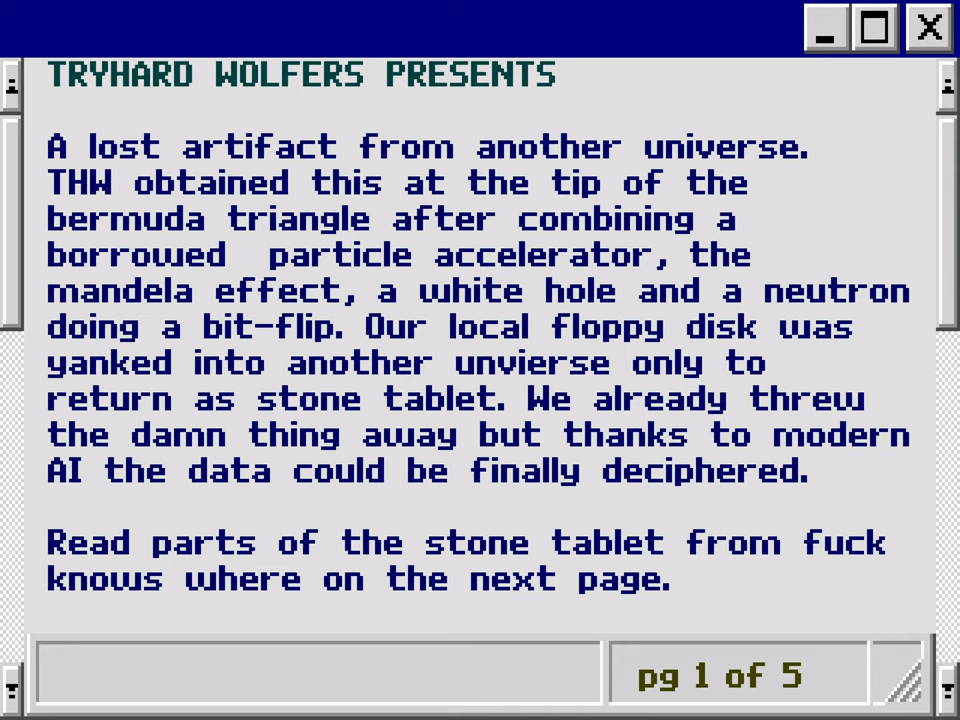 TRYHARD WOLFERS PRESENTS
A lost artifact from another universe.
THW obtained this at the tip of the
bermuda triangle after combining a
borrowed  particle accelerator, the
mandela effect, a white hole and a neutron
doing a bit-flip. Our local floppy disk was
yanked into another unvierse only to
return as stone tablet. We already threw
the damn thing away but thanks to modern
AI the data could be finally deciphered.
Read parts of the stone tablet from fuck
knows where on the next page.
pg 1 of 5